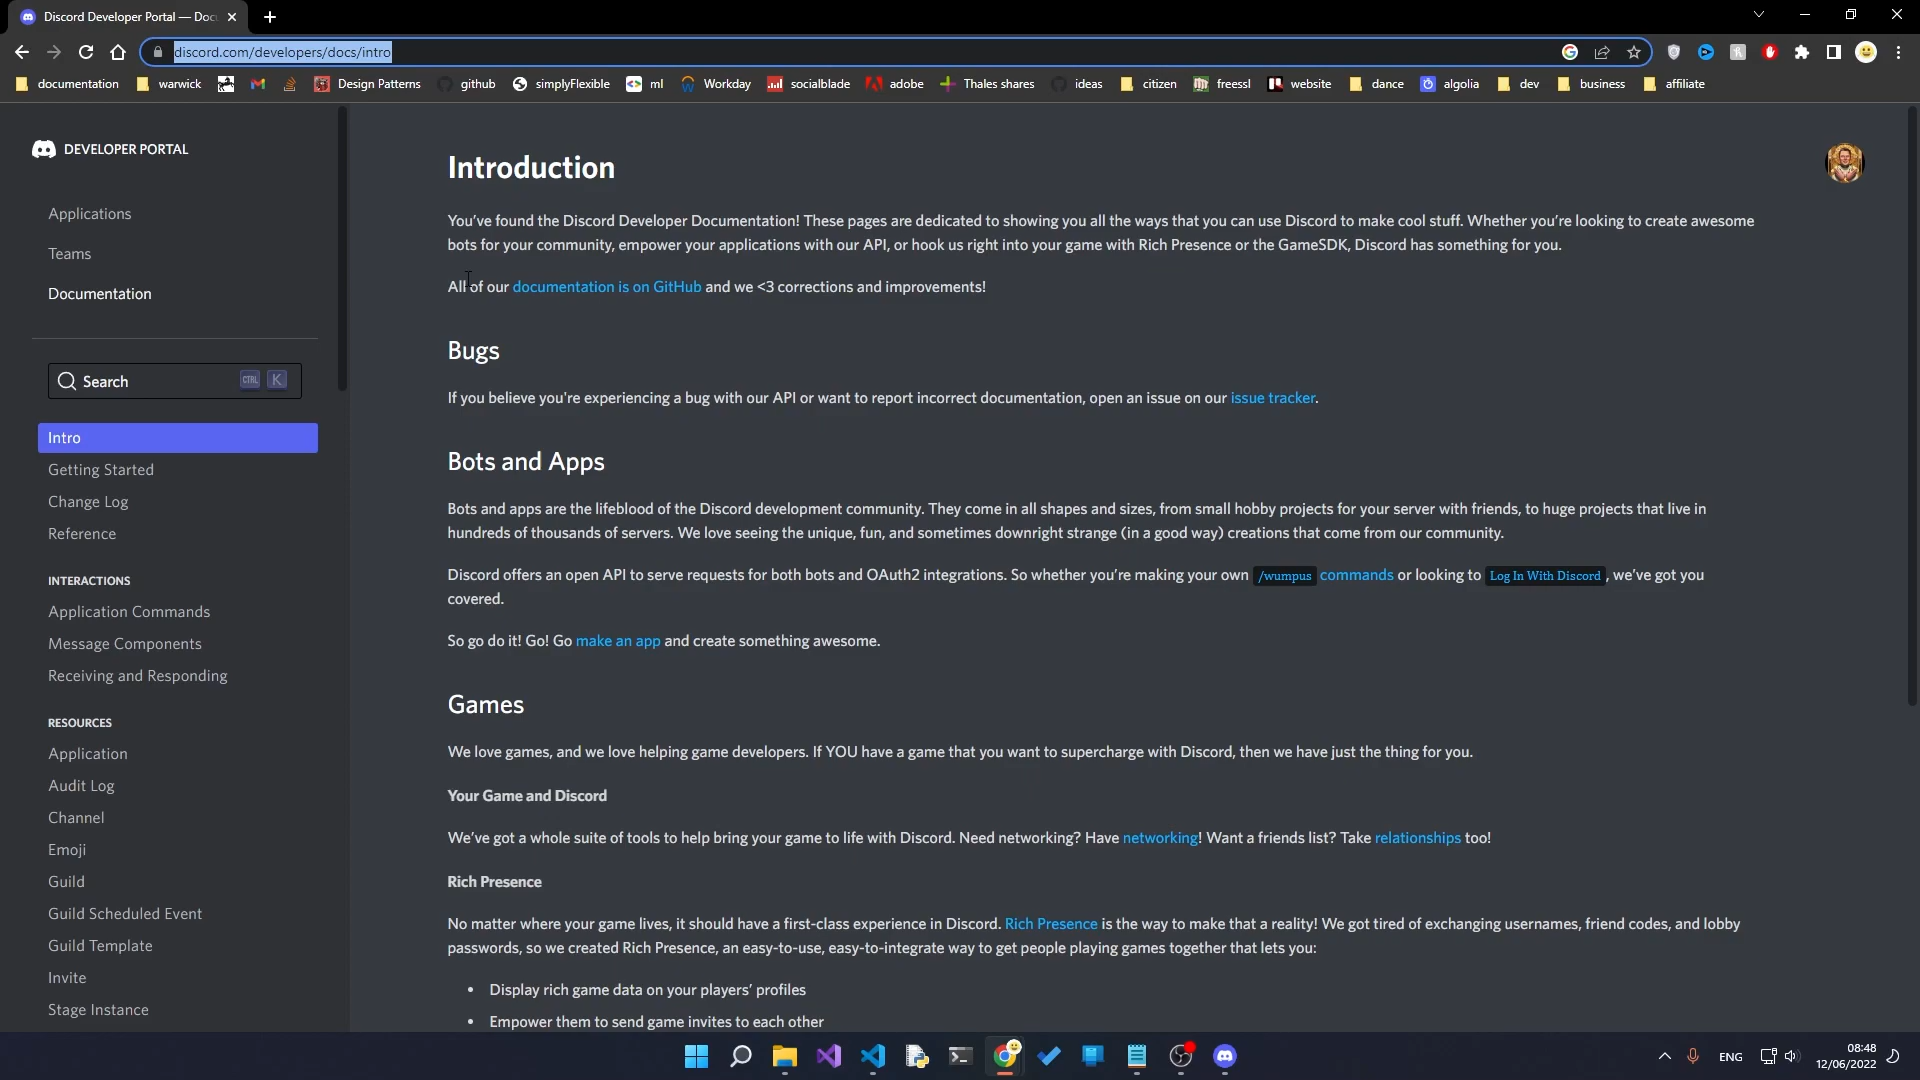 Discord Developer Portal — Doc
discord.com/developers/docs/intro
documentation
warwick
Design Patterns
github
simplyFlexible
ml
Workday
socialblade
adobe
Thales shares
ideas
citizen
freessl
website
dance
algolia
dev
business
affiliate
DEVELOPER PORTAL
Applications
Teams
Documentation
Search
CTRL K
Intro
Getting Started
Change Log
Reference
INTERACTIONS
Application Commands
Message Components
Receiving and Responding
RESOURCES
Application
Audit Log
Channel
Emoji
Guild
Guild Scheduled Event
Guild Template
Invite
Stage Instance
Introduction
You've found the Discord Developer Documentation! These pages are dedicated to showing you all the ways that you can use Discord to make cool stuff. Whether you're looking to create awesome
bots for your community, empower your applications with our API, or hook us right into your game with Rich Presence or the GameSDK, Discord has something for you.
All of our documentation is on GitHub and we <3 corrections and improvements!
Bugs
If you believe you're experiencing a bug with our API or want to report incorrect documentation, open an issue on our issue tracker.
Bots and Apps
Bots and apps are the lifeblood of the Discord development community. They come in all shapes and sizes, from small hobby projects for your server with friends, to huge projects that live in
hundreds of thousands of servers. We love seeing the unique, fun, and sometimes downright strange (in a good way) creations that come from our community.
Discord offers an open API to serve requests for both bots and OAuth2 integrations. So whether you're making your own /wumpus commands or looking to Log In With Discord, we've got you
covered.
So go do it! Go! Go make an app and create something awesome.
Games
We love games, and we love helping game developers. If YOU have a game that you want to supercharge with Discord, then we have just the thing for you.
Your Game and Discord
We've got a whole suite of tools to help bring your game to life with Discord. Need networking? Have networking! Want a friends list? Take relationships too!
Rich Presence
No matter where your game lives, it should have a first-class experience in Discord. Rich Presence is the way to make that a reality! We got tired of exchanging usernames, friend codes, and lobby
passwords, so we created Rich Presence, an easy-to-use, easy-to-integrate way to get people playing games together that lets you:
• Display rich game data on your players' profiles
• Empower them to send game invites to each other
ENG
08:48
12/06/2022